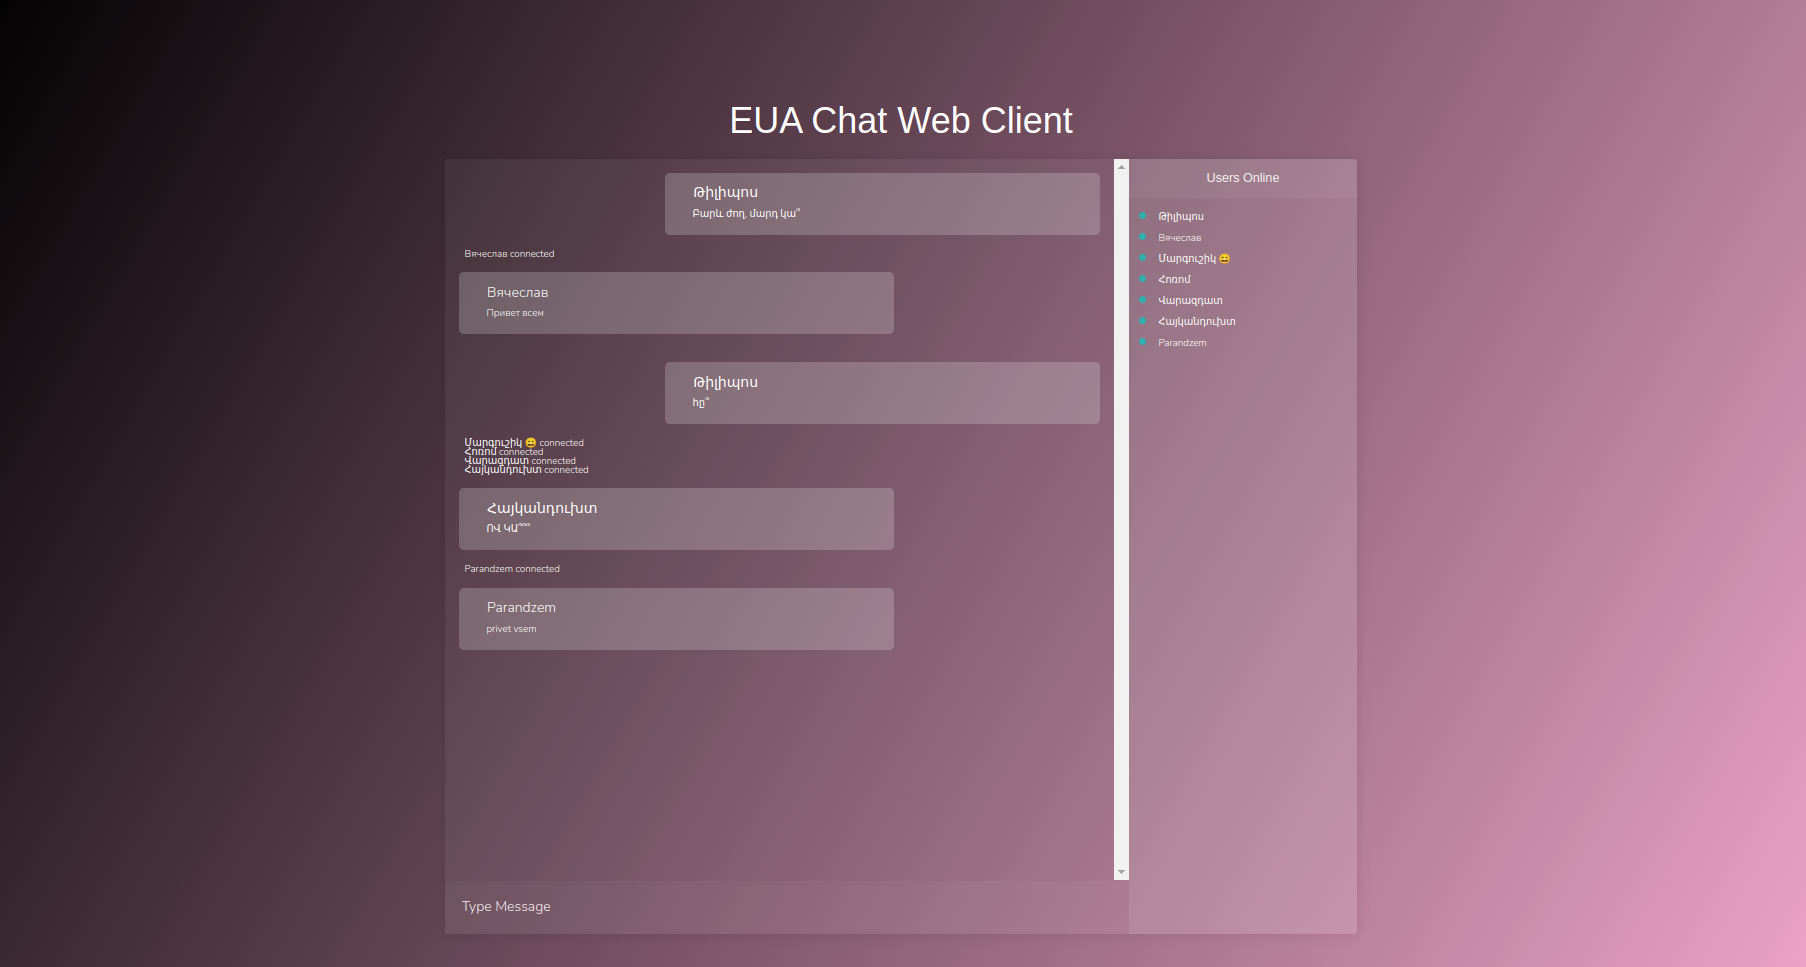 EUA Chat Web Client
Թիլիպոս
Բարև ժող, մարդ կա՞
Вячеслав connected
Вячеслав
Привет всем
Թիլիպոս
հը՞
Մարգուշիկ 😄 connected
Հոռոմ connected
Վարազդատ connected
Հայկանդուխտ connected
Հայկանդուխտ
ՈՎ ԿԱ՞՞՞
Parandzem connected
Parandzem
privet vsem
Type Message
Users Online
Թիլիպոս
Вячеслав
Մարգուշիկ 😄
Հոռոմ
Վարազդատ
Հայկանդուխտ
Parandzem